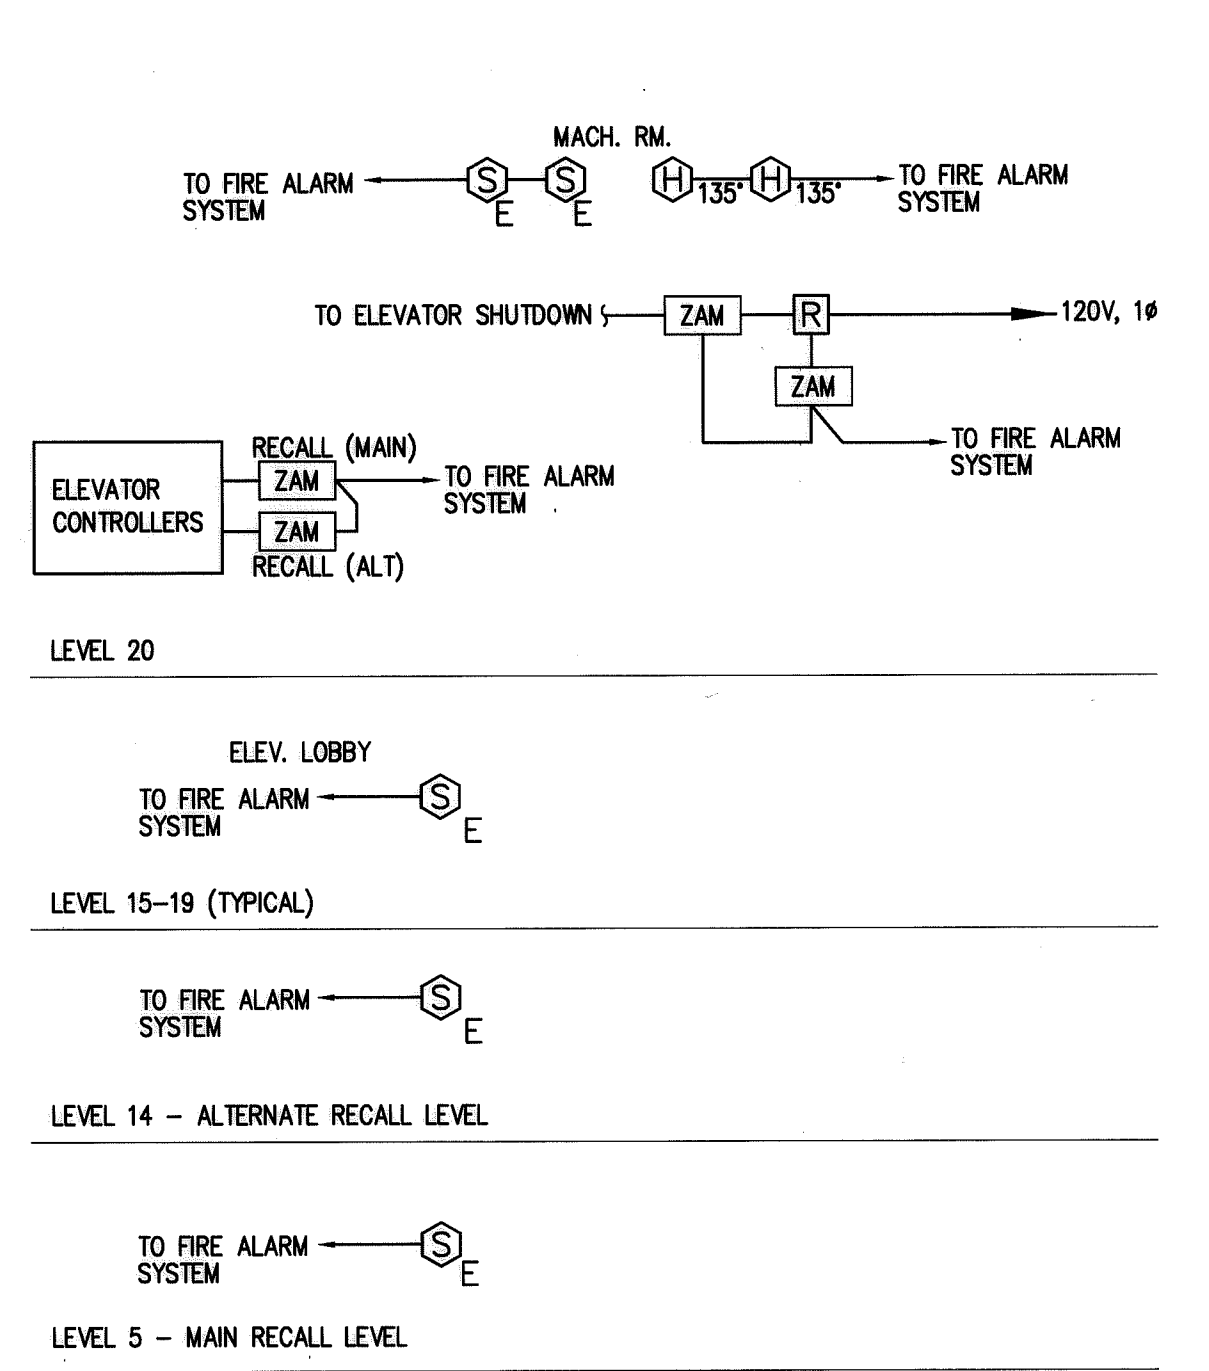 MACH. RM.
TO FIRE ALARM
SYSTEM
S
E
S
E
H
135°
H
135°
TO FIRE ALARM
SYSTEM
TO ELEVATOR SHUTDOWN
ZAM
R
120V, 1ø
ZAM
TO FIRE ALARM
SYSTEM
ELEVATOR
CONTROLLERS
RECALL (MAIN)
ZAM
ZAM
RECALL (ALT)
TO FIRE ALARM
SYSTEM
LEVEL 20
ELEV. LOBBY
TO FIRE ALARM
SYSTEM
S
E
LEVEL 15-19 (TYPICAL)
TO FIRE ALARM
SYSTEM
S
E
LEVEL 14 - ALTERNATE RECALL LEVEL
TO FIRE ALARM
SYSTEM
S
E
LEVEL 5 - MAIN RECALL LEVEL